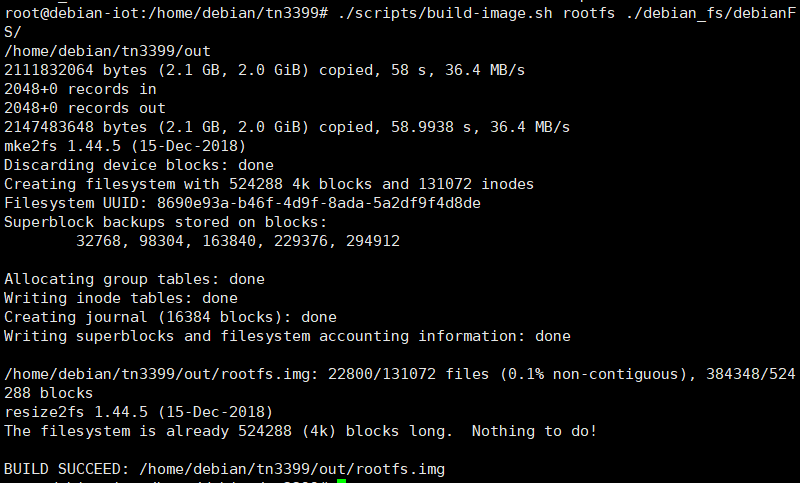 root@debian-iot:/home/debian/tn3399# ./scripts/build-image.sh rootfs ./debian_fs/debianF
S/
/home/debian/tn3399/out
2111832064 bytes (2.1 GB, 2.0 GiB) copied, 58 s, 36.4 MB/s
2048+0 records in
2048+0 records out
2147483648 bytes (2.1 GB, 2.0 GiB) copied, 58.9938 s, 36.4 MB/s
mke2fs 1.44.5 (15-Dec-2018)
Discarding device blocks: done
Creating filesystem with 524288 4k blocks and 131072 inodes
Filesystem UUID: 8690e93a-b46f-4d9f-8ada-5a2df9f4d8de
Superblock backups stored on blocks:
        32768, 98304, 163840, 229376, 294912
Allocating group tables: done
Writing inode tables: done
Creating journal (16384 blocks): done
Writing superblocks and filesystem accounting information: done
/home/debian/tn3399/out/rootfs.img: 22800/131072 files (0.1% non-contiguous), 384348/524
288 blocks
resize2fs 1.44.5 (15-Dec-2018)
The filesystem is already 524288 (4k) blocks long.  Nothing to do!
BUILD SUCCEED: /home/debian/tn3399/out/rootfs.img